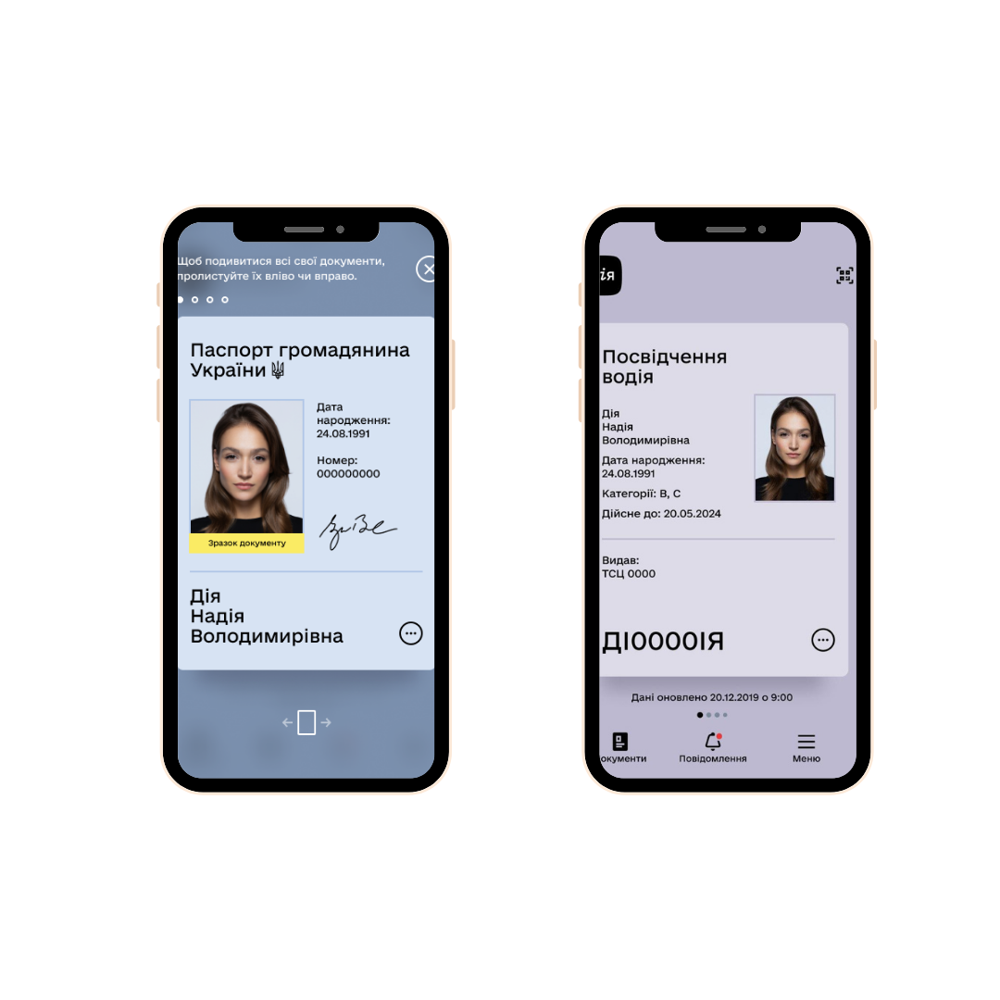 Щоб подивитися всі свої документи,
пролистуйте їх вліво чи вправо.
Паспорт громадянина
України
Дата
народження:
24.08.1991
Номер:
000000000
Зразок документу
Дія
Надія
Володимирівна
ія
Посвідчення
водія
Дія
Надія
Володимирівна
Дата народження:
24.08.1991
Категорії: B, C
Дійсне до: 20.05.2024
Видав:
ТСЦ 0000
ДІ0000ІЯ
Дані оновлено 20.12.2019 о 9:00
окументи
Повідомлення
Меню